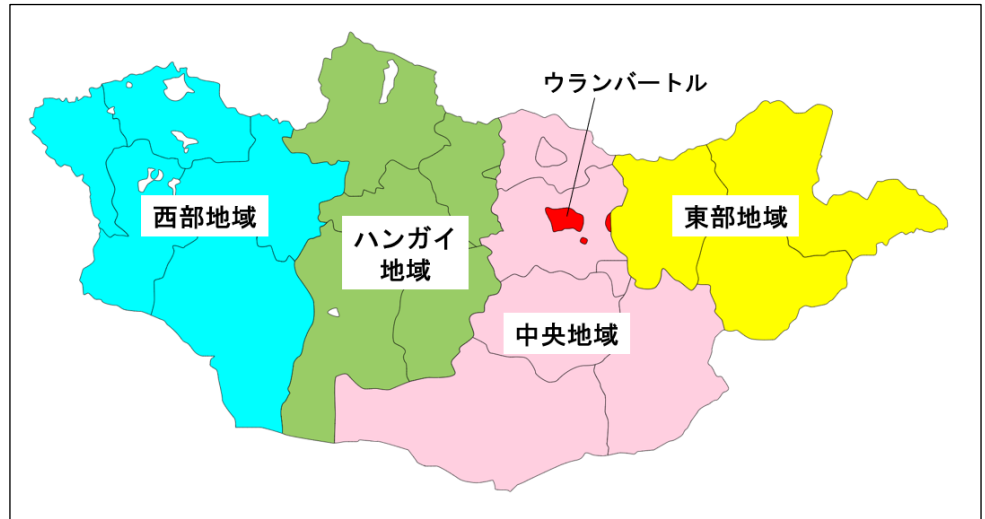 ウランバートル
西部地域
ハンガイ
地域
東部地域
中央地域